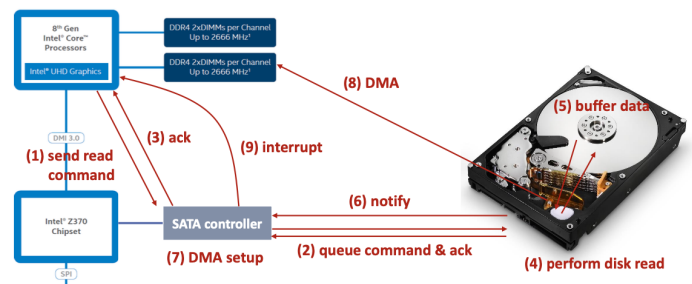 8th Gen
Intel® Core™
Processors
Intel® UHD Graphics
DDR4 2xDIMMs per Channel
Up to 2666 MHz†
DDR4 2xDIMMs per Channel
Up to 2666 MHz†
(8) DMA
(5) buffer data
DMI 3.0
(3) ack
(1) send read
command
(9) interrupt
(6) notify
Intel® Z370
Chipset
SATA controller
(2) queue command & ack
(7) DMA setup
(4) perform disk read
SPI